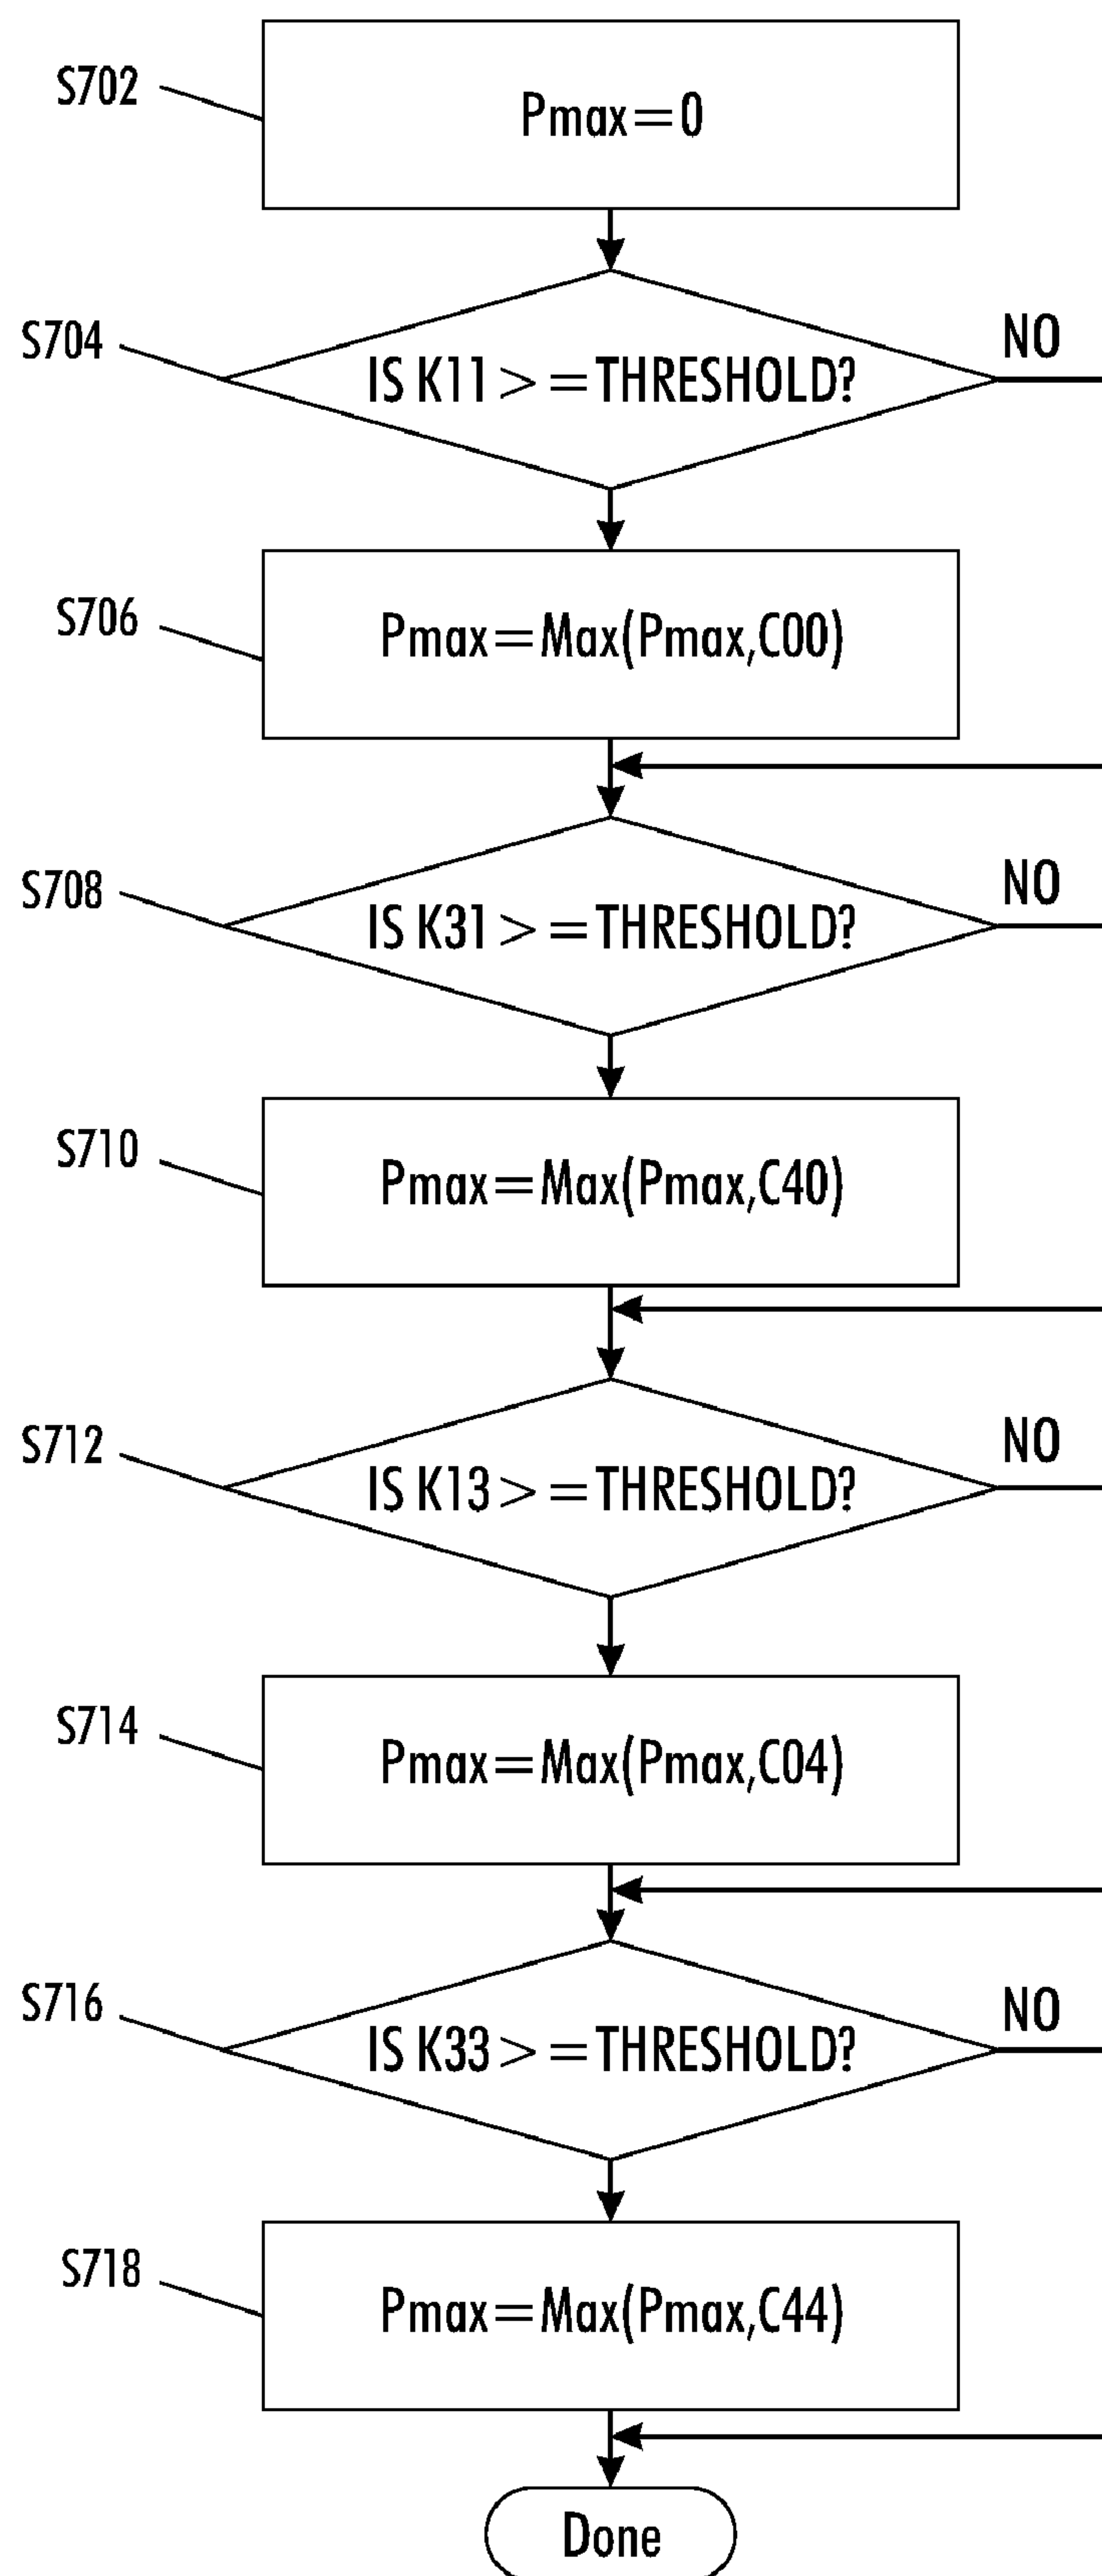 S702
Pmax=0
S704
IS K11>=THRESHOLD?
NO
S706
Pmax=Max(Pmax,C00)
S708
IS K31>=THRESHOLD?
NO
S710
Pmax=Max(Pmax,C40)
S712
IS K13>=THRESHOLD?
NO
S714
Pmax=Max(Pmax,C04)
S716
IS K33>=THRESHOLD?
NO
S718
Pmax=Max(Pmax,C44)
Done